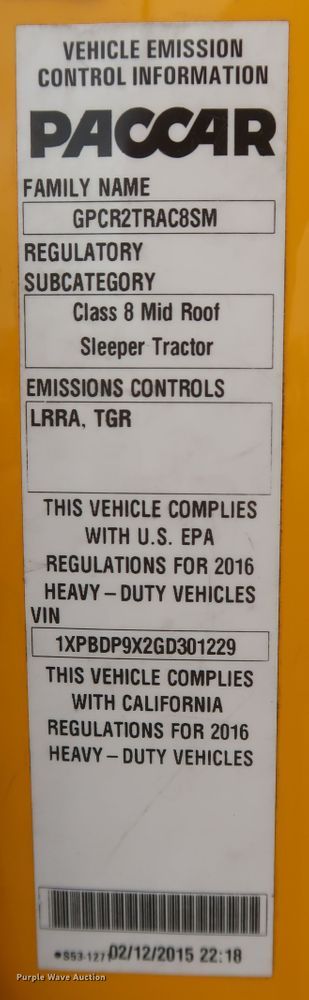 VEHICLE EMISSION
CONTROL INFORMATION
PACCAR
FAMILY NAME
GPCR2TRAC8SM
REGULATORY
SUBCATEGORY
Class 8 Mid Roof
Sleeper Tractor
EMISSIONS CONTROLS
LRRA, TGR
THIS VEHICLE COMPLIES
WITH U.S. EPA
REGULATIONS FOR 2016
HEAVY – DUTY VEHICLES
VIN
1XPBDP9X2GD301229
THIS VEHICLE COMPLIES
WITH CALIFORNIA
REGULATIONS FOR 2016
HEAVY – DUTY VEHICLES
02/12/2015 22:18
Purple Wave Auction